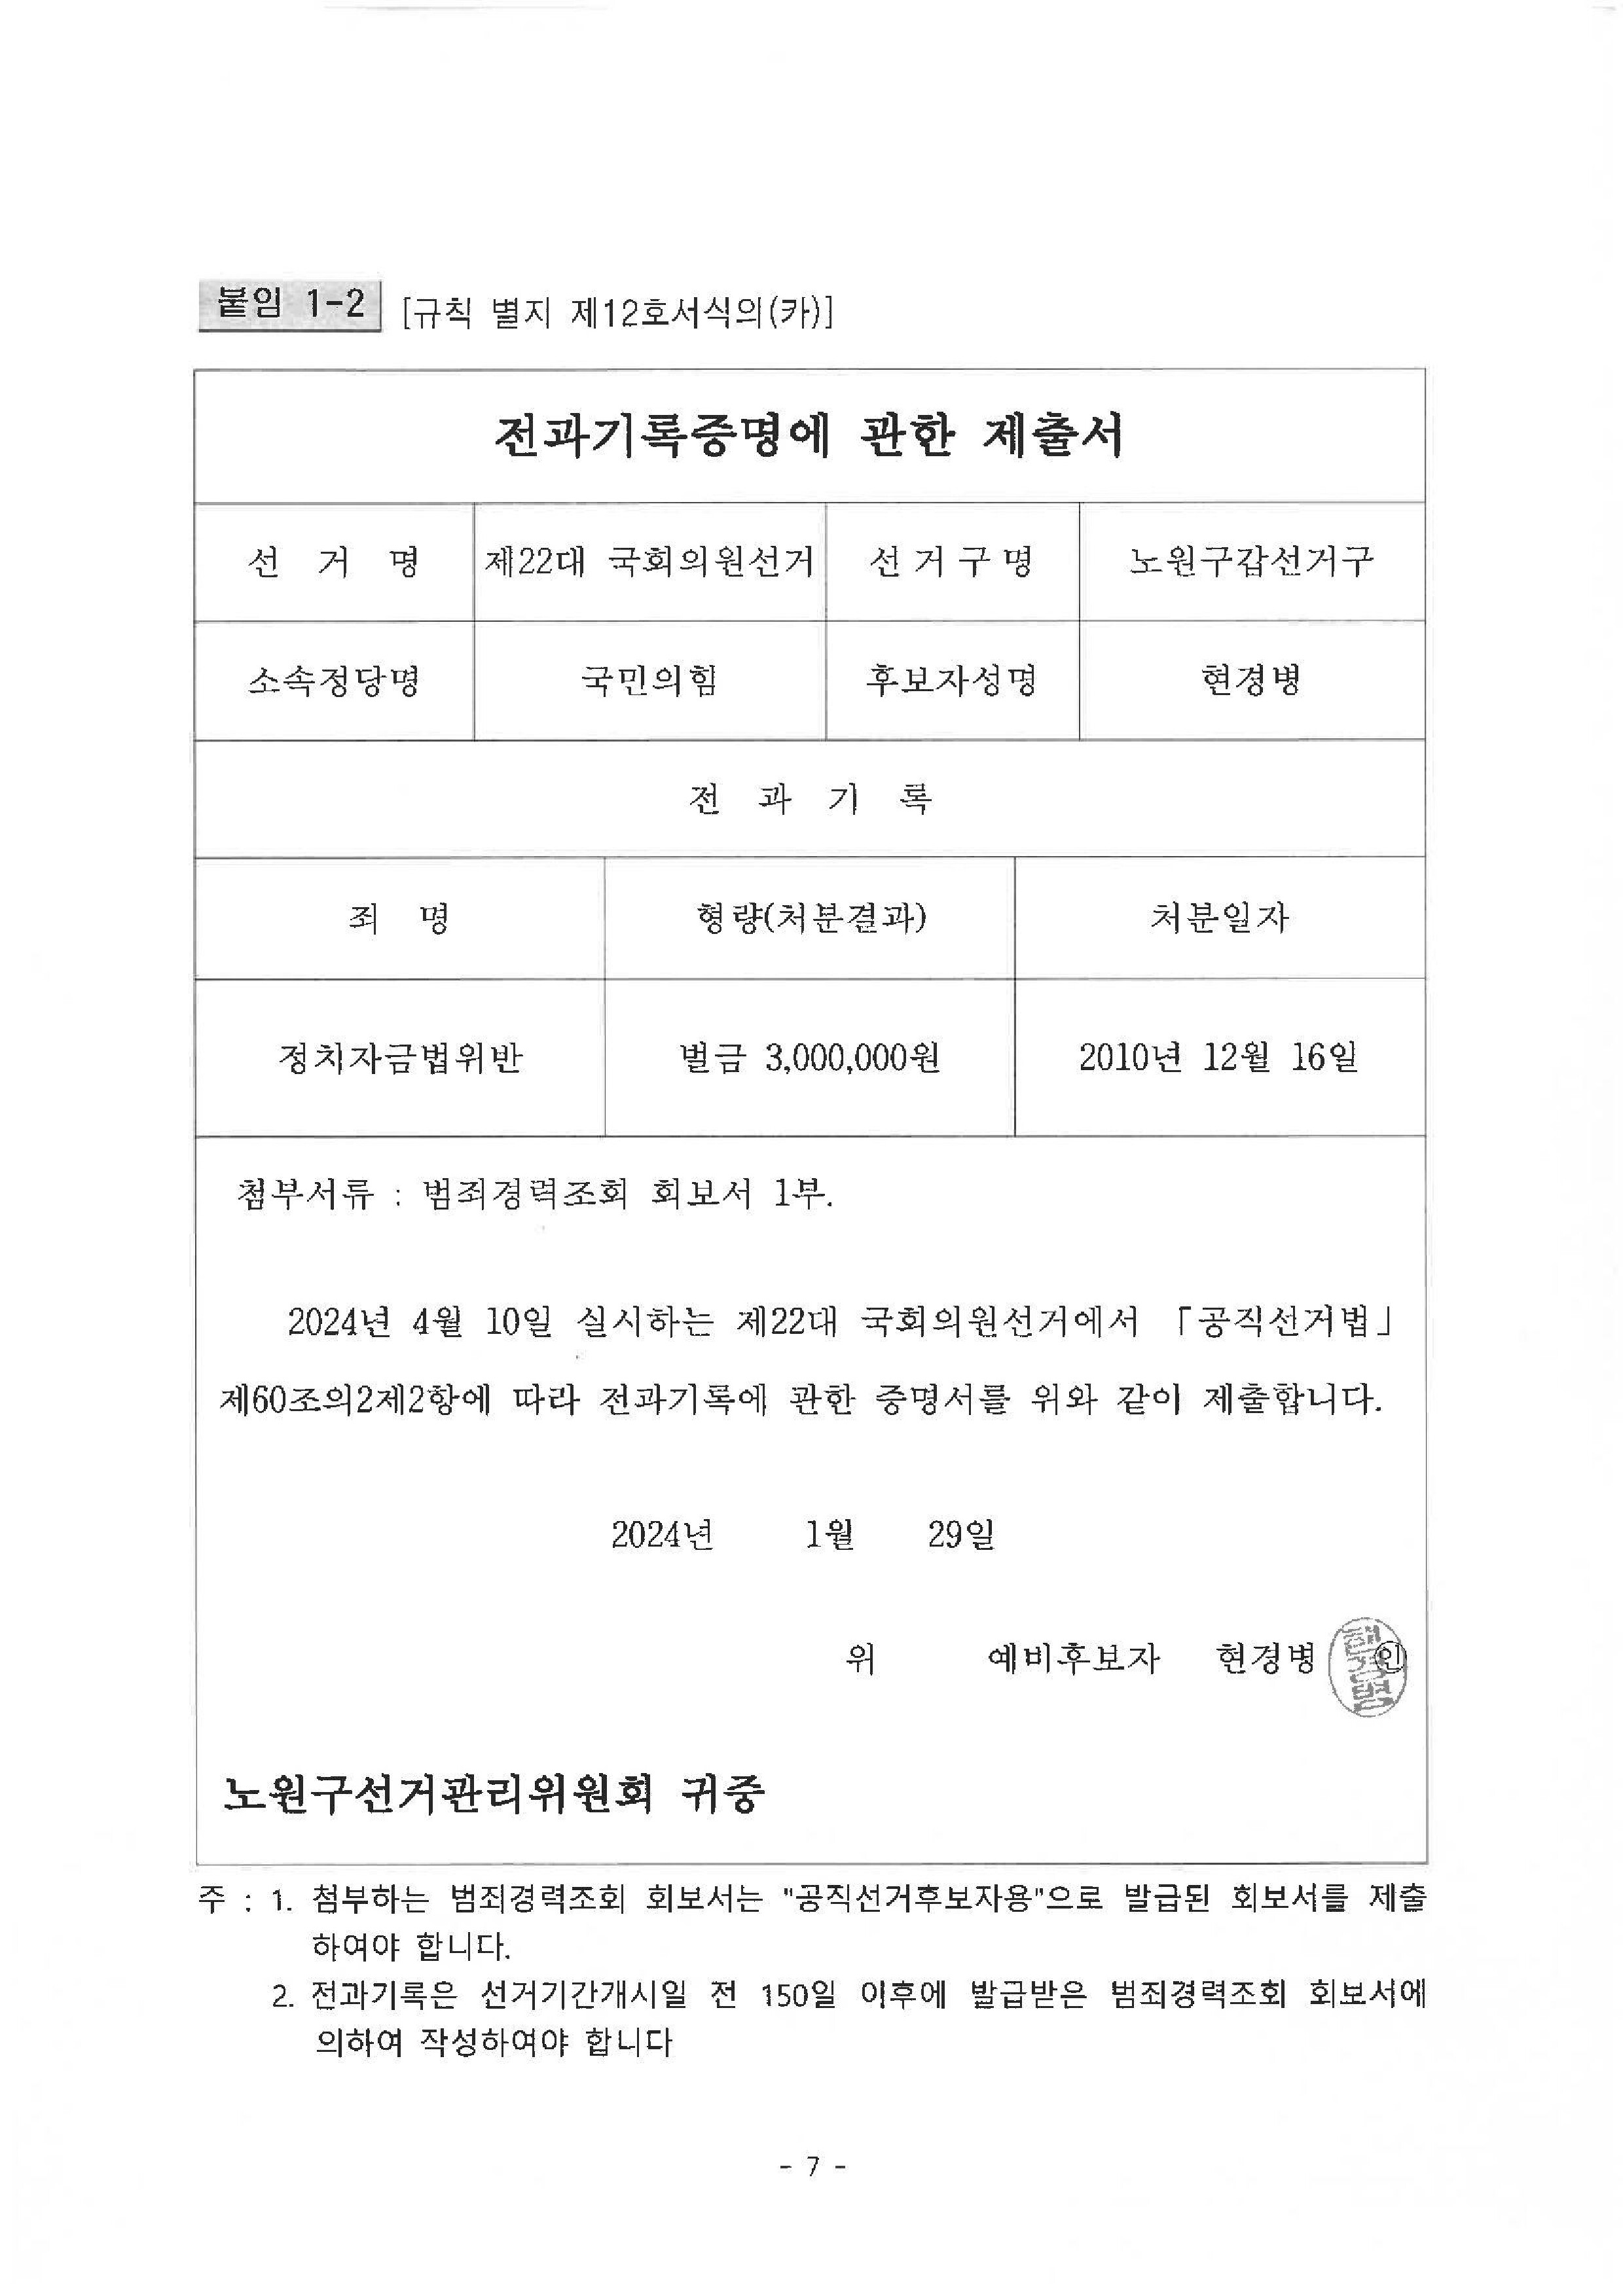 붙임 1-2 [규칙 별지 제12호서식의(카)]
전과기록증명에 관한 제출서
선 거 명 제22대 국회의원선거 선 거 구 명 노원구갑선거구
소속정당명 국민의힘 후보자성명 현경병
전 과 기 록
죄 명 형량(처분결과) 처분일자
정치자금법위반 벌금 3,000,000원 2010년 12월 16일
첨부서류 : 범죄경력조회 회보서 1부.
2024년 4월 10일 실시하는 제22대 국회의원선거에서 「공직선거법」
제60조의2제2항에 따라 전과기록에 관한 증명서를 위와 같이 제출합니다.
2024년 1월 29일
위 예비후보자 현경병 ㊞
현경병
노원구선거관리위원회 귀중
주 : 1. 첨부하는 범죄경력조회 회보서는 "공직선거후보자용"으로 발급된 회보서를 제출
하여야 합니다.
2. 전과기록은 선거기간개시일 전 150일 이후에 발급받은 범죄경력조회 회보서에
의하여 작성하여야 합니다
- 7 -